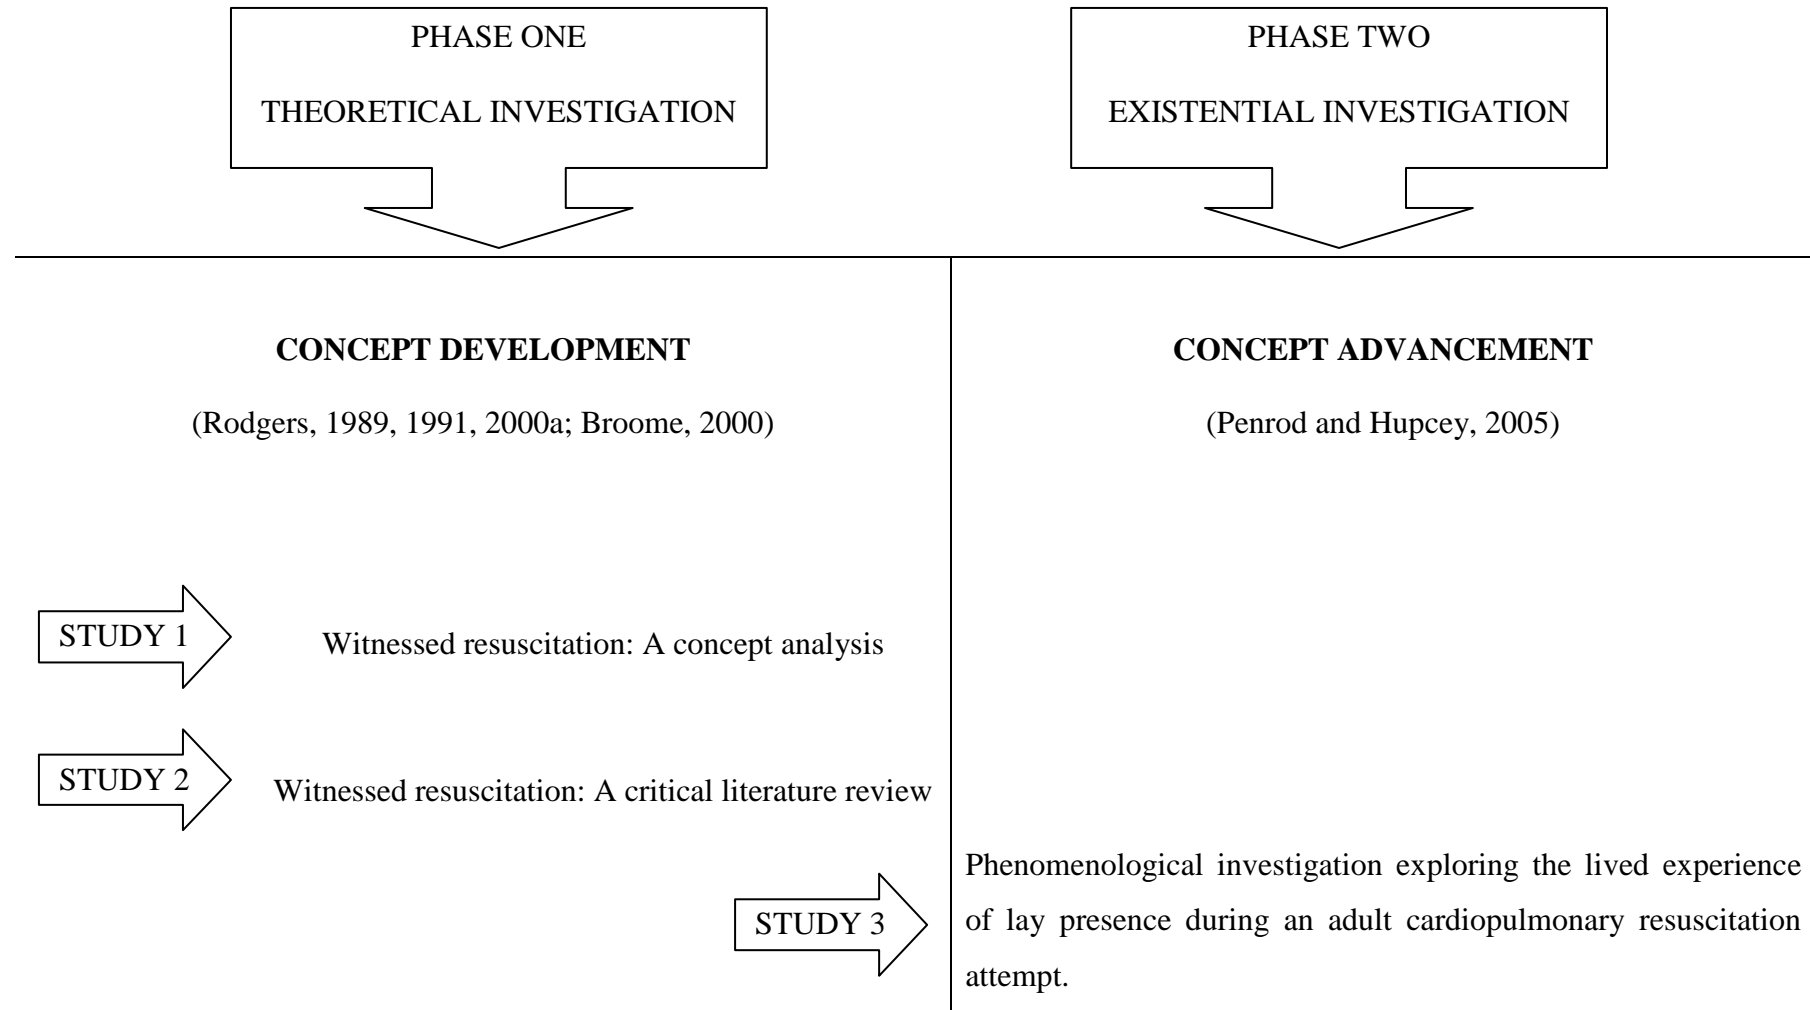 PHASE ONE
THEORETICAL INVESTIGATION
PHASE TWO
EXISTENTIAL INVESTIGATION
CONCEPT DEVELOPMENT
(Rodgers, 1989, 1991, 2000a; Broome, 2000)
CONCEPT ADVANCEMENT
(Penrod and Hupcey, 2005)
STUDY 1
Witnessed resuscitation: A concept analysis
STUDY 2
Witnessed resuscitation: A critical literature review
STUDY 3
Phenomenological investigation exploring the lived experience
of lay presence during an adult cardiopulmonary resuscitation
attempt.